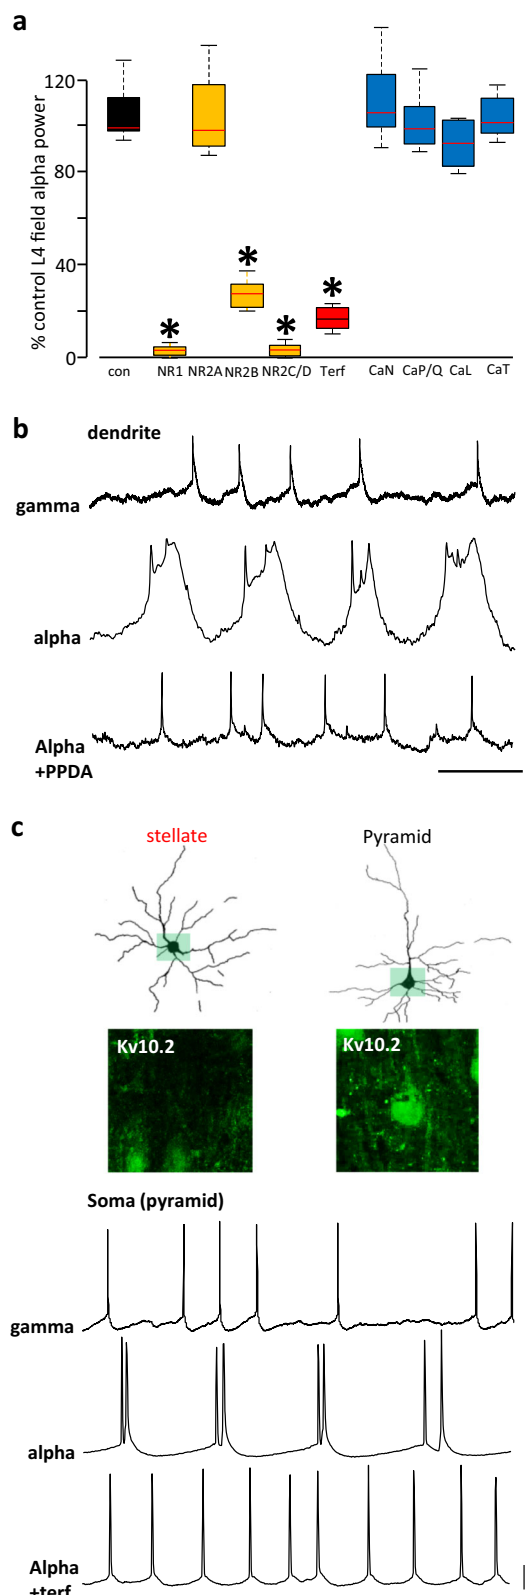 a
% control L4 field alpha power
120
80
40
0
con NR1 NR2A NR2B NR2C/D Terf CaN CaP/Q CaL CaT
*
*
*
*
b
dendrite
gamma
alpha
Alpha
+PPDA
c
stellate Pyramid
Kv10.2 Kv10.2
Soma (pyramid)
gamma
alpha
Alpha
+terf